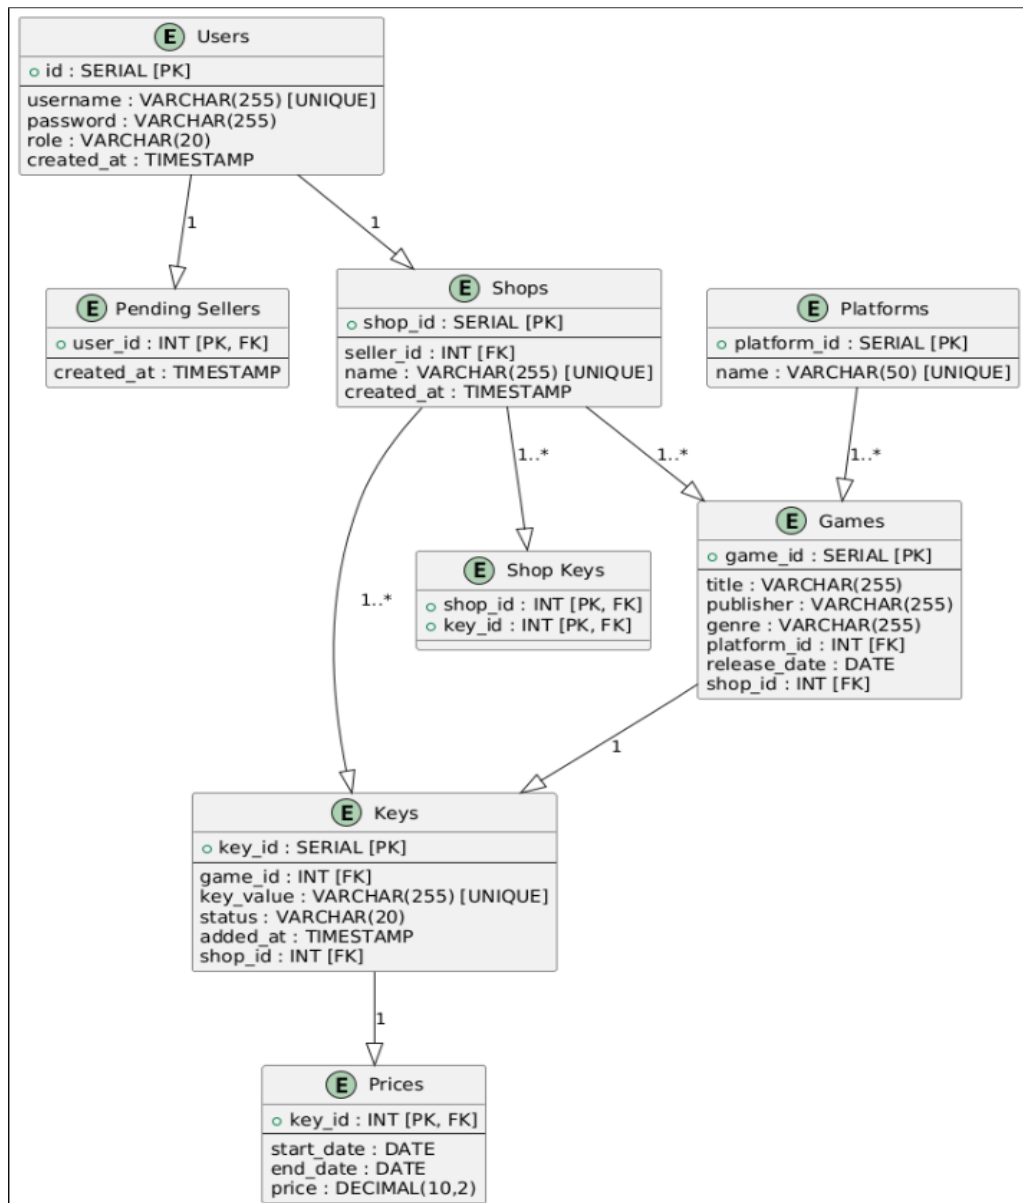 E Users
id : SERIAL [PK]
username : VARCHAR(255) [UNIQUE]
password : VARCHAR(255)
role : VARCHAR(20)
created_at : TIMESTAMP
1
1
E Pending Sellers
user_id : INT [PK, FK]
created_at : TIMESTAMP
E Shops
shop_id : SERIAL [PK]
seller_id : INT [FK]
name : VARCHAR(255) [UNIQUE]
created_at : TIMESTAMP
E Platforms
platform_id : SERIAL [PK]
name : VARCHAR(50) [UNIQUE]
1..*
1..*
1..*
1..*
E Shop Keys
shop_id : INT [PK, FK]
key_id : INT [PK, FK]
E Games
game_id : SERIAL [PK]
title : VARCHAR(255)
publisher : VARCHAR(255)
genre : VARCHAR(255)
platform_id : INT [FK]
release_date : DATE
shop_id : INT [FK]
1
E Keys
key_id : SERIAL [PK]
game_id : INT [FK]
key_value : VARCHAR(255) [UNIQUE]
status : VARCHAR(20)
added_at : TIMESTAMP
shop_id : INT [FK]
1
E Prices
key_id : INT [PK, FK]
start_date : DATE
end_date : DATE
price : DECIMAL(10,2)